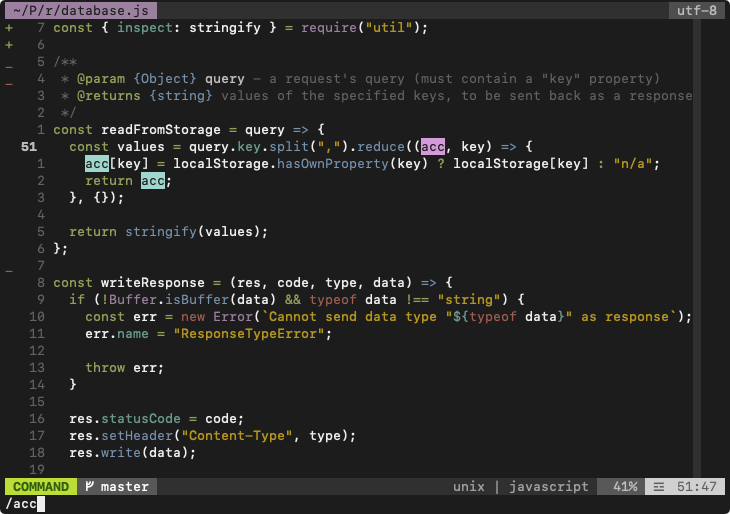 ~/P/r/database.js utf-8
+ 7 const { inspect: stringify } = require("util");
+ 6
_ 5 /**
_ 4 * @param {Object} query – a request's query (must contain a "key" property)
3 * @returns {string} values of the specified keys, to be sent back as a response
2 */
1 const readFromStorage = query => {
51 const values = query.key.split(",").reduce((acc, key) => {
1 acc[key] = localStorage.hasOwnProperty(key) ? localStorage[key] : "n/a";
2 return acc;
3 }, {});
4
5 return stringify(values);
6 };
_ 7
8 const writeResponse = (res, code, type, data) => {
9 if (!Buffer.isBuffer(data) && typeof data !== "string") {
10 const err = new Error(`Cannot send data type "${typeof data}" as response`);
11 err.name = "ResponseTypeError";
12
13 throw err;
14 }
15
16 res.statusCode = code;
17 res.setHeader("Content-Type", type);
18 res.write(data);
19
COMMAND master unix | javascript 41% ☲ 51:47
/acc